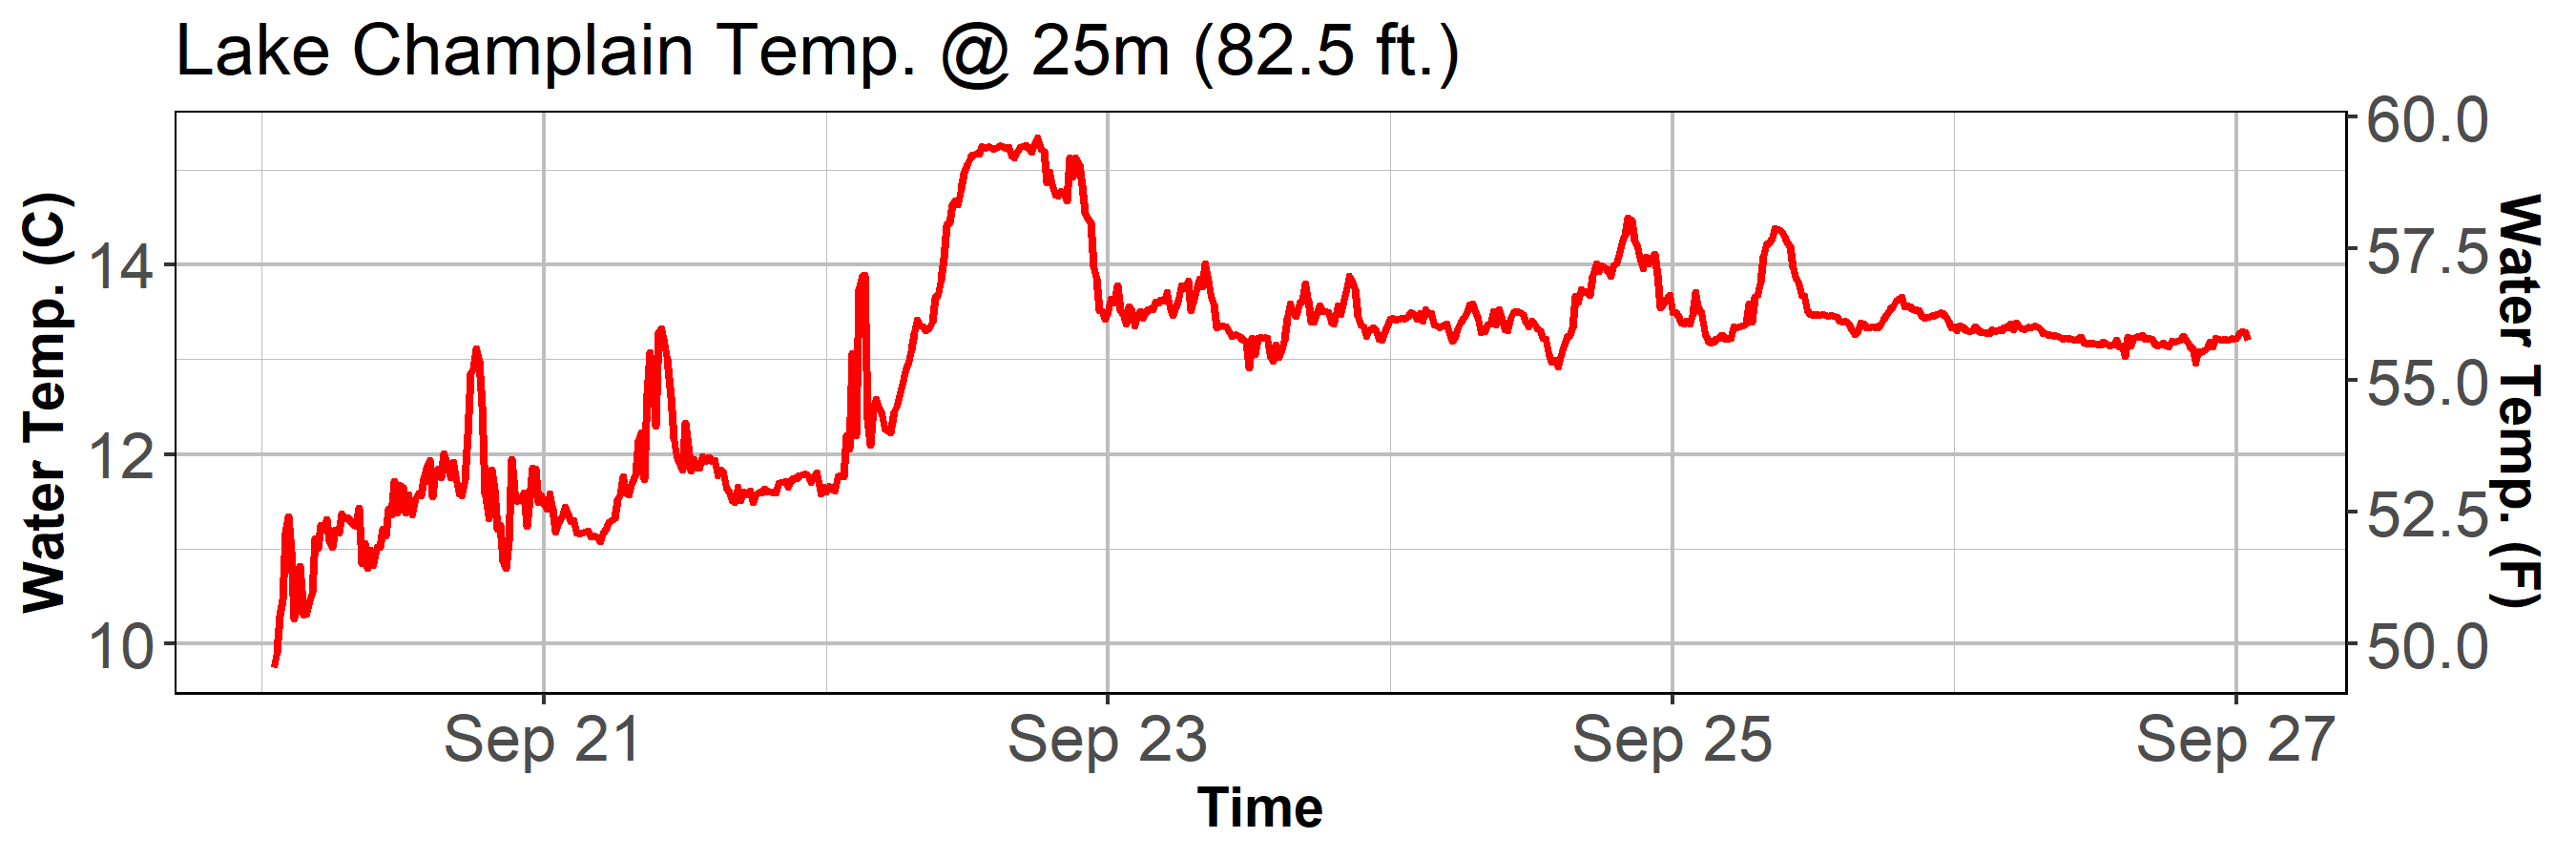 Lake Champlain Temp. @ 25m (82.5 ft.)
Water Temp. (C)
14
12
10
60.0
57.5
55.0
52.5
50.0
Water Temp. (F)
Sep 21 Sep 23 Sep 25 Sep 27
Time